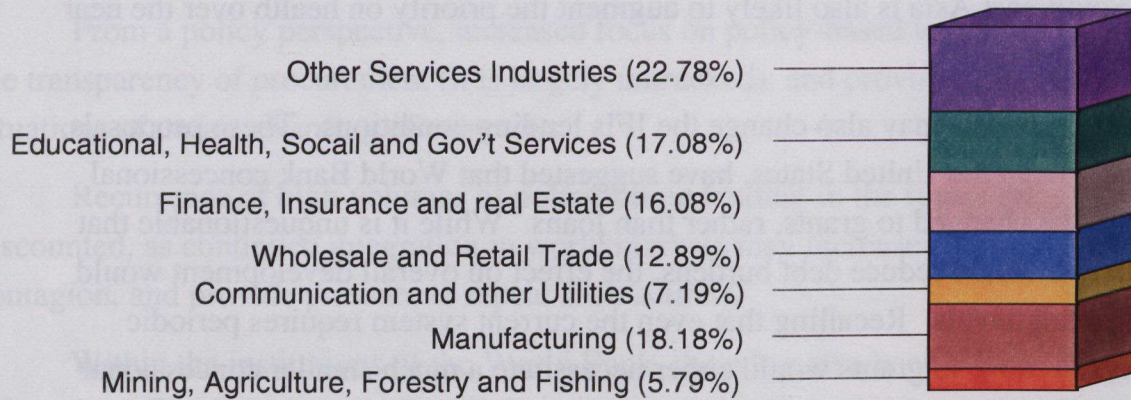 Other Services Industries (22.78%)
Educational, Health, Socail and Gov't Services (17.08%)
Finance, Insurance and real Estate (16.08%)
Wholesale and Retail Trade (12.89%)
Communication and other Utilities (7.19%)
Manufacturing (18.18%)
Mining, Agriculture, Forestry and Fishing (5.79%)